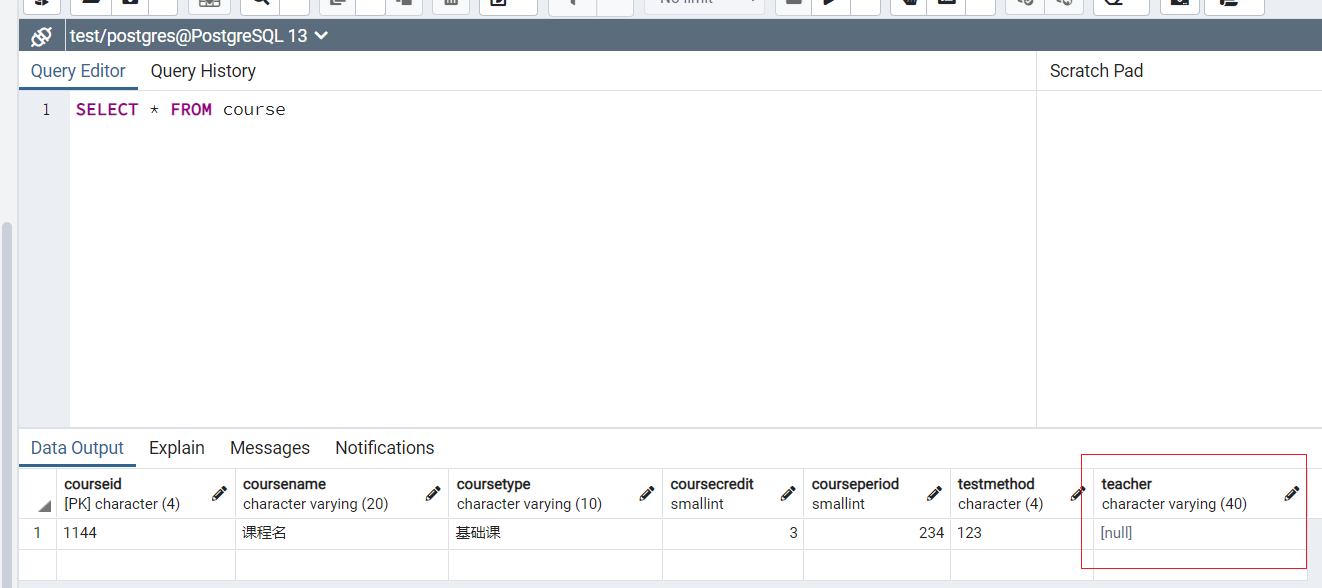 No limit
test/postgres@PostgreSQL 13
Query Editor Query History Scratch Pad
1 SELECT * FROM course
Data Output Explain Messages Notifications
courseid coursename coursetype coursecredit courseperiod testmethod teacher
[PK] character (4) character varying (20) character varying (10) smallint smallint character (4) character varying (40)
1 1144 课程名 基础课 3 234 123 [null]